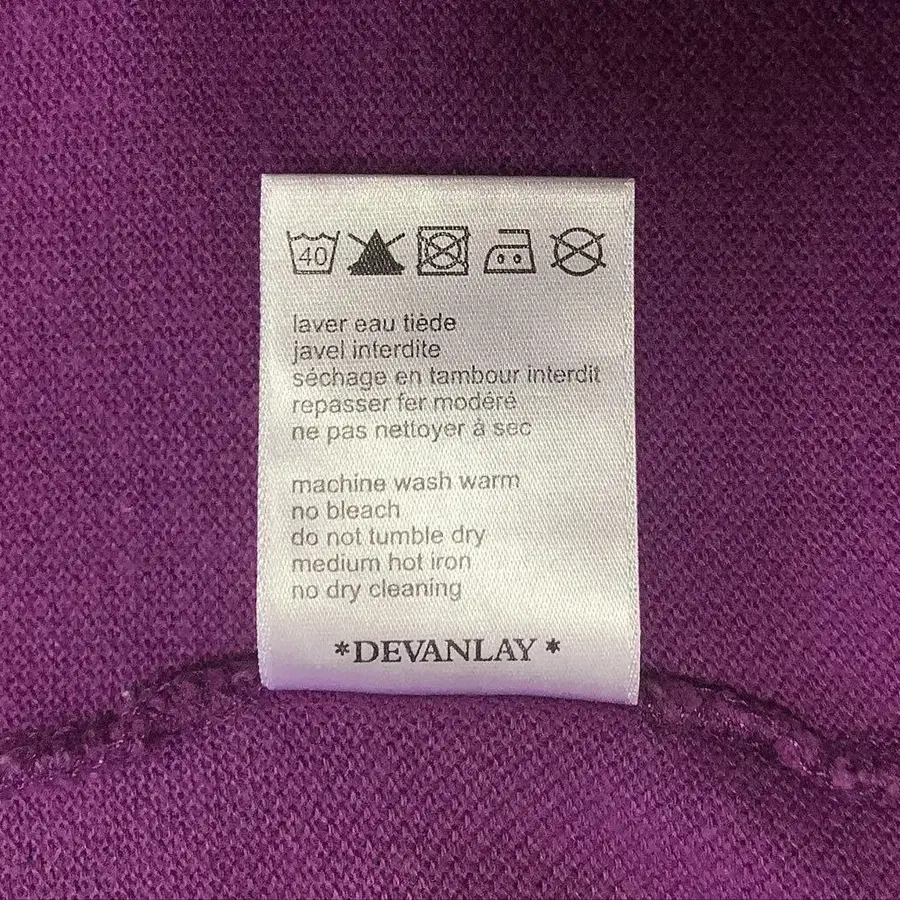 40
laver eau tiède
javel interdite
séchage en tambour interdit
repasser fer modéré
ne pas nettoyer à sec
machine wash warm
no bleach
do not tumble dry
medium hot iron
no dry cleaning
*DEVANLAY *